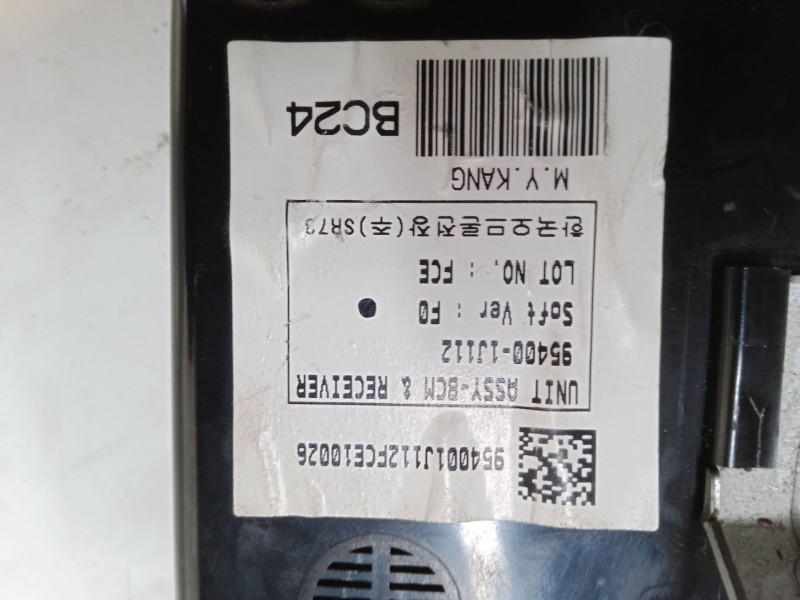 954001J112FCE10026
UNIT ASSY-BCM & RECEIVER
95400-1J112
Soft Ver : F0
LOT NO. : FCE
한국오므론전장(주)SR73
M.Y.KANG
BC24